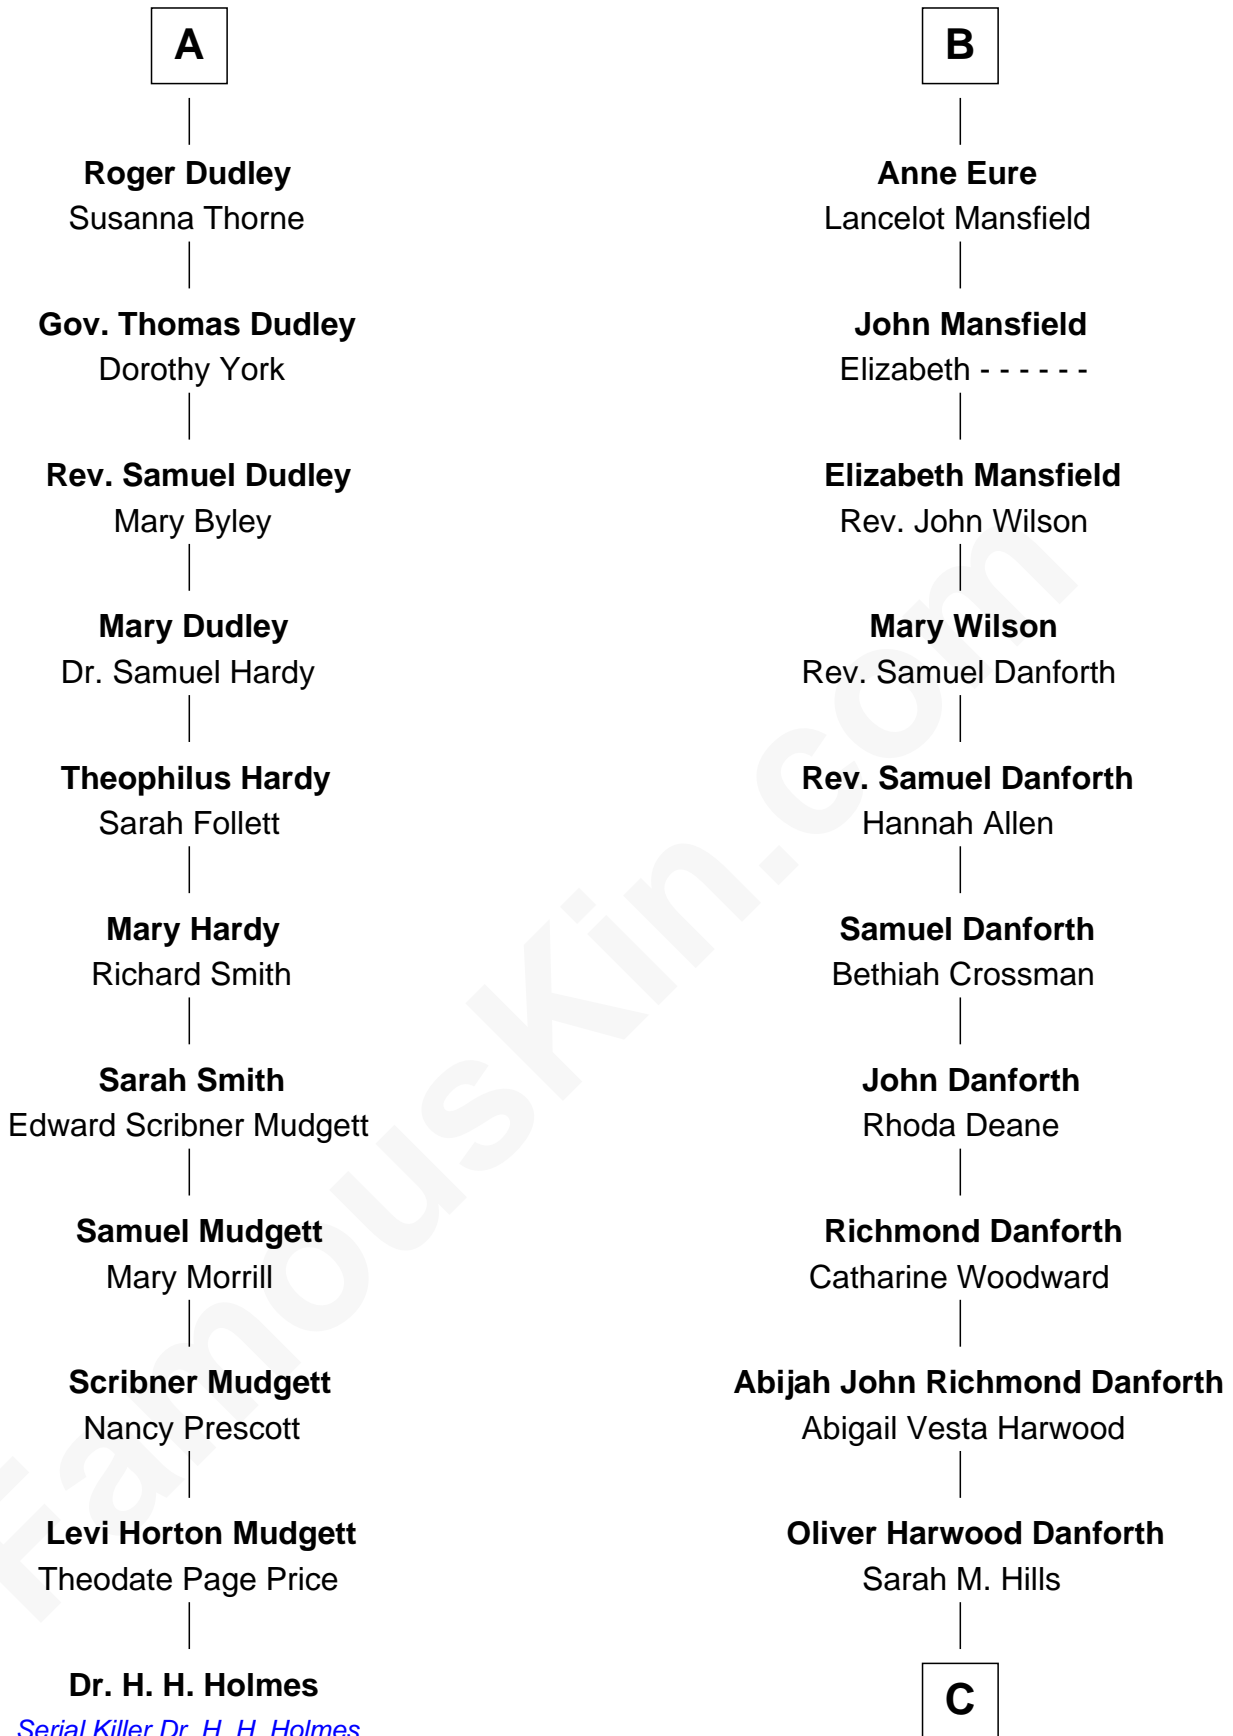 A
Roger Dudley
Susanna Thorne
Gov. Thomas Dudley
Dorothy York
Rev. Samuel Dudley
Mary Byley
Mary Dudley
Dr. Samuel Hardy
Theophilus Hardy
Sarah Follett
Mary Hardy
Richard Smith
Sarah Smith
Edward Scribner Mudgett
Samuel Mudgett
Mary Morrill
Scribner Mudgett
Nancy Prescott
Levi Horton Mudgett
Theodate Page Price
Dr. H. H. Holmes
Serial Killer Dr. H. H. Holmes
B
Anne Eure
Lancelot Mansfield
John Mansfield
Elizabeth - - - - - -
Elizabeth Mansfield
Rev. John Wilson
Mary Wilson
Rev. Samuel Danforth
Rev. Samuel Danforth
Hannah Allen
Samuel Danforth
Bethiah Crossman
John Danforth
Rhoda Deane
Richmond Danforth
Catharine Woodward
Abijah John Richmond Danforth
Abigail Vesta Harwood
Oliver Harwood Danforth
Sarah M. Hills
C
FamousKin.com